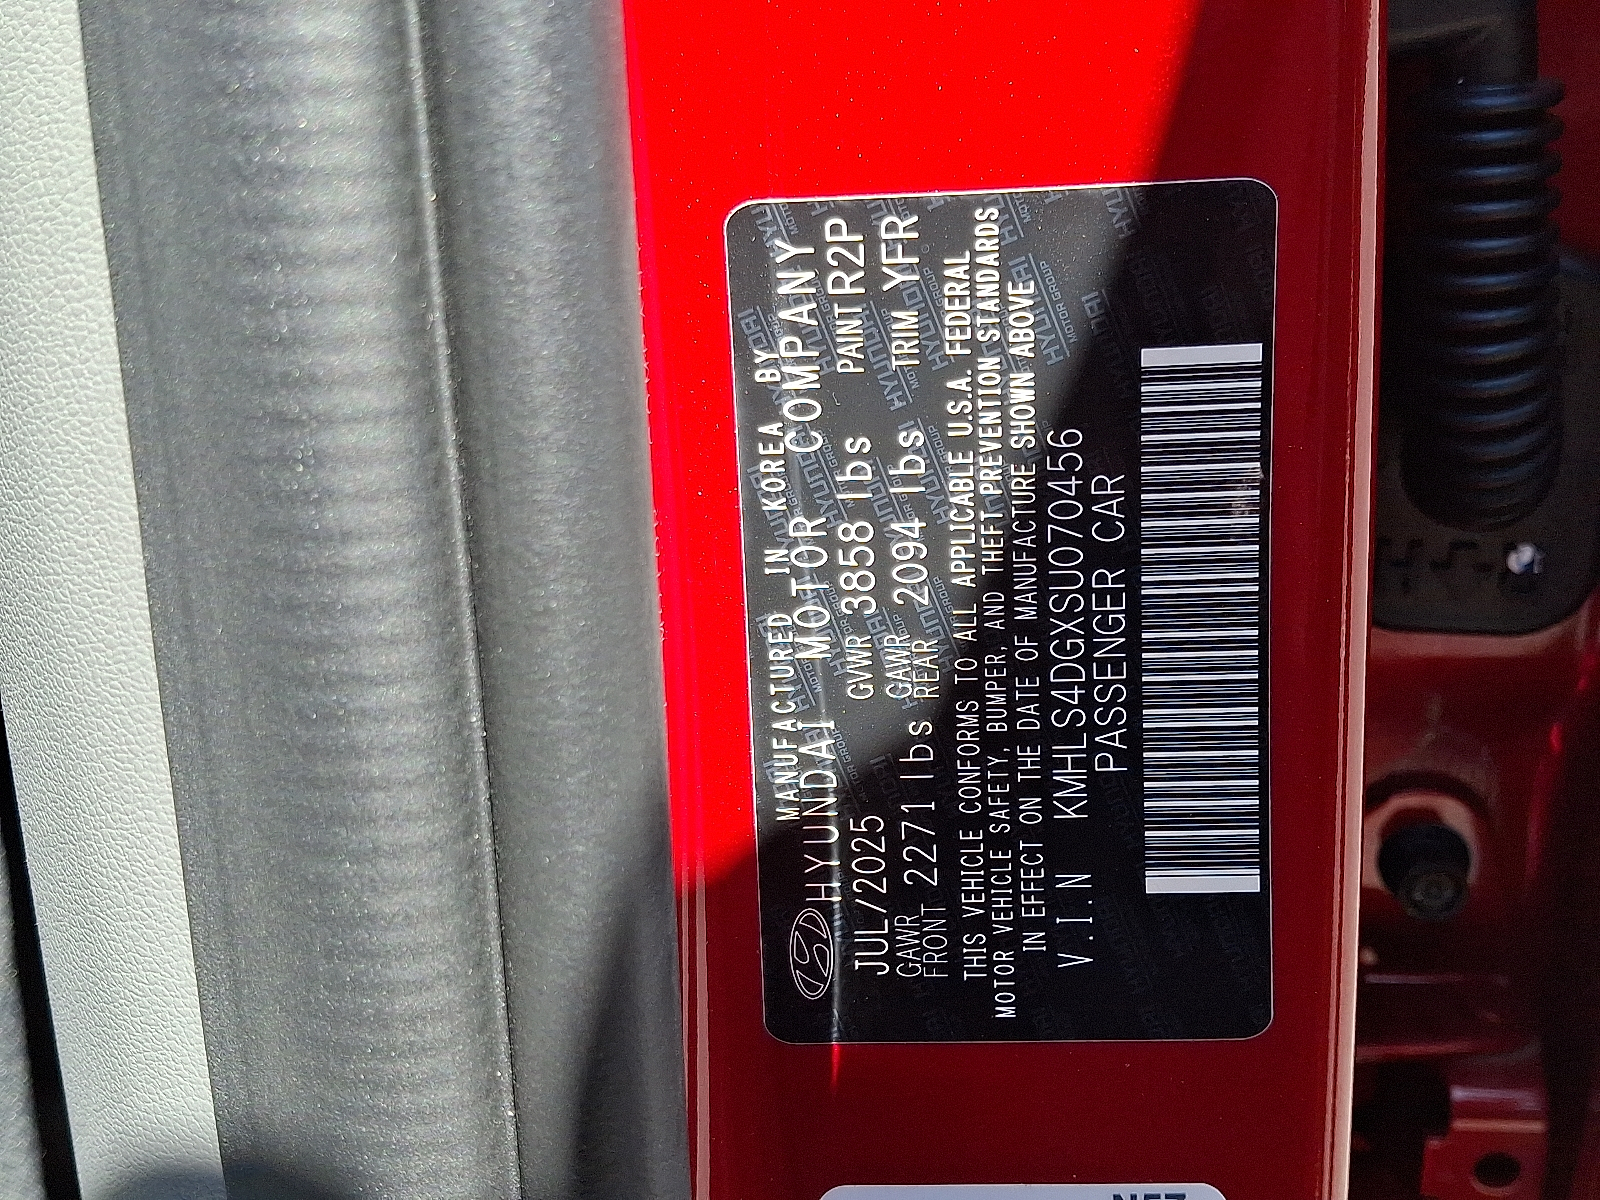 MANUFACTURED IN KOREA BY
HYUNDAI MOTOR COMPANY
JUL/2025 GVWR 3858 lbs PAINT R2P
GAWR FRONT 2271 lbs GAWR REAR 2094 lbs TRIM YFR
THIS VEHICLE CONFORMS TO ALL APPLICABLE U.S.A. FEDERAL
MOTOR VEHICLE SAFETY, BUMPER, AND THEFT PREVENTION STANDARDS
IN EFFECT ON THE DATE OF MANUFACTURE SHOWN ABOVE
V.I.N KMHLS4DGXSU070456
PASSENGER CAR